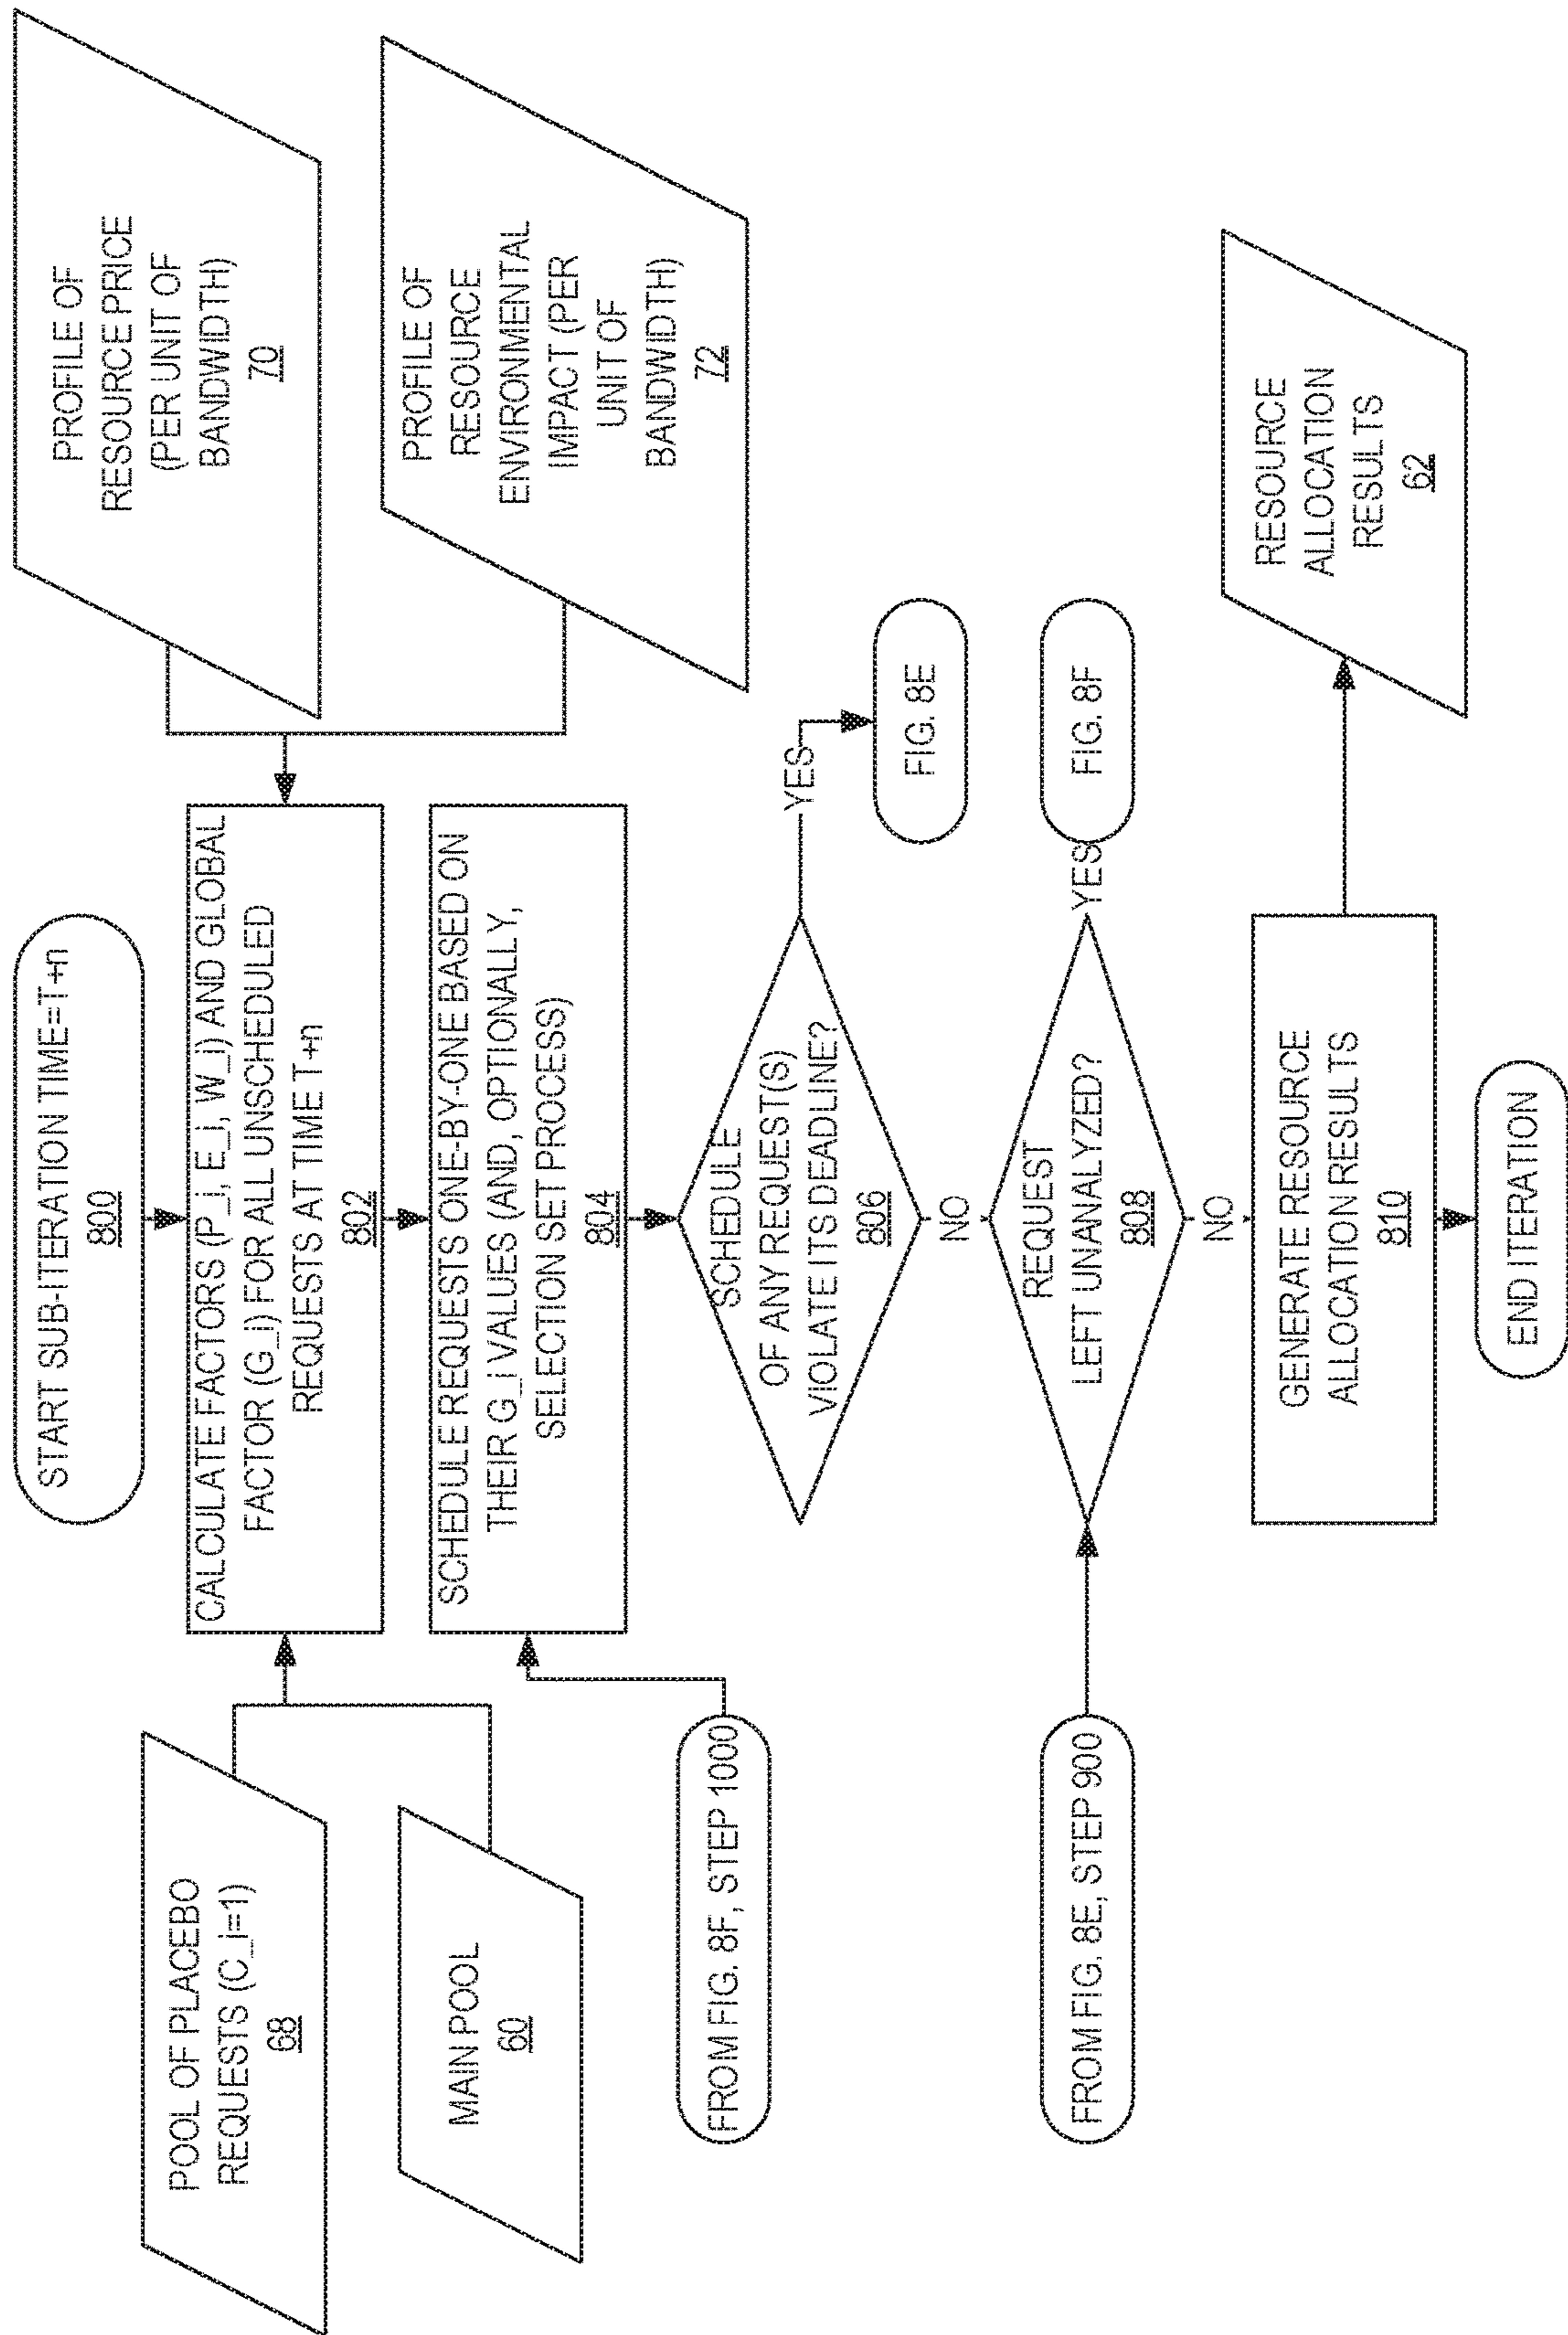 START SUB-ITERATION TIME=T+n
800
POOL OF PLACEBO
REQUESTS (C_i=1)
68
MAIN POOL
60
CALCULATE FACTORS (P_i, E_i, W_i) AND GLOBAL
FACTOR (G_i) FOR ALL UNSCHEDULED
REQUESTS AT TIME T+n
802
PROFILE OF
RESOURCE PRICE
(PER UNIT OF
BANDWIDTH)
70
PROFILE OF
RESOURCE
ENVIRONMENTAL
IMPACT (PER
UNIT OF
BANDWIDTH)
72
SCHEDULE REQUESTS ONE-BY-ONE BASED ON
THEIR G_i VALUES (AND, OPTIONALLY,
SELECTION SET PROCESS)
804
FROM FIG. 8F, STEP 1000
SCHEDULE
OF ANY REQUEST(S)
VIOLATE ITS DEADLINE?
806
YES
FIG. 8E
NO
FROM FIG. 8E, STEP 900
REQUEST
LEFT UNANALYZED?
808
YES
FIG. 8F
NO
GENERATE RESOURCE
ALLOCATION RESULTS
810
RESOURCE
ALLOCATION
RESULTS
62
END ITERATION